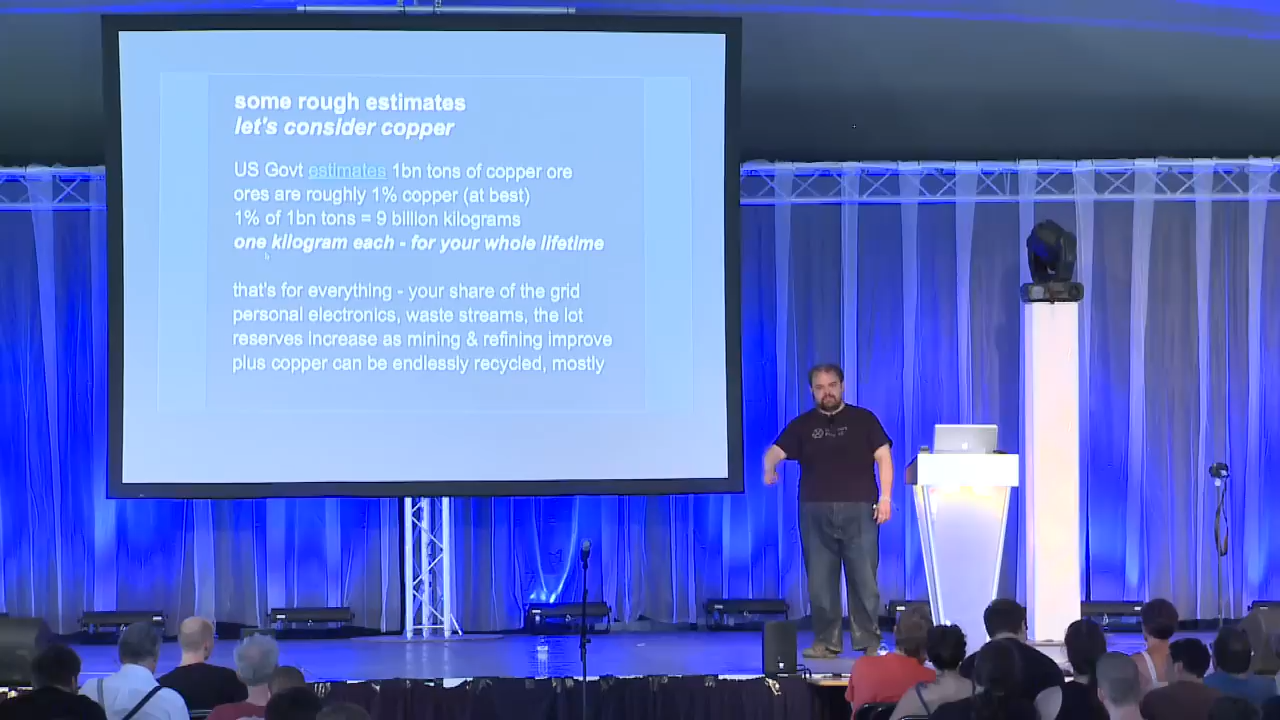 some rough estimates
let's consider copper
US Govt estimates 1bn tons of copper ore
ores are roughly 1% copper (at best)
1% of 1bn tons = 9 billion kilograms
one kilogram each - for your whole lifetime
that's for everything - your share of the grid
personal electronics, waste streams, the lot
reserves increase as mining & refining improve
plus copper can be endlessly recycled, mostly